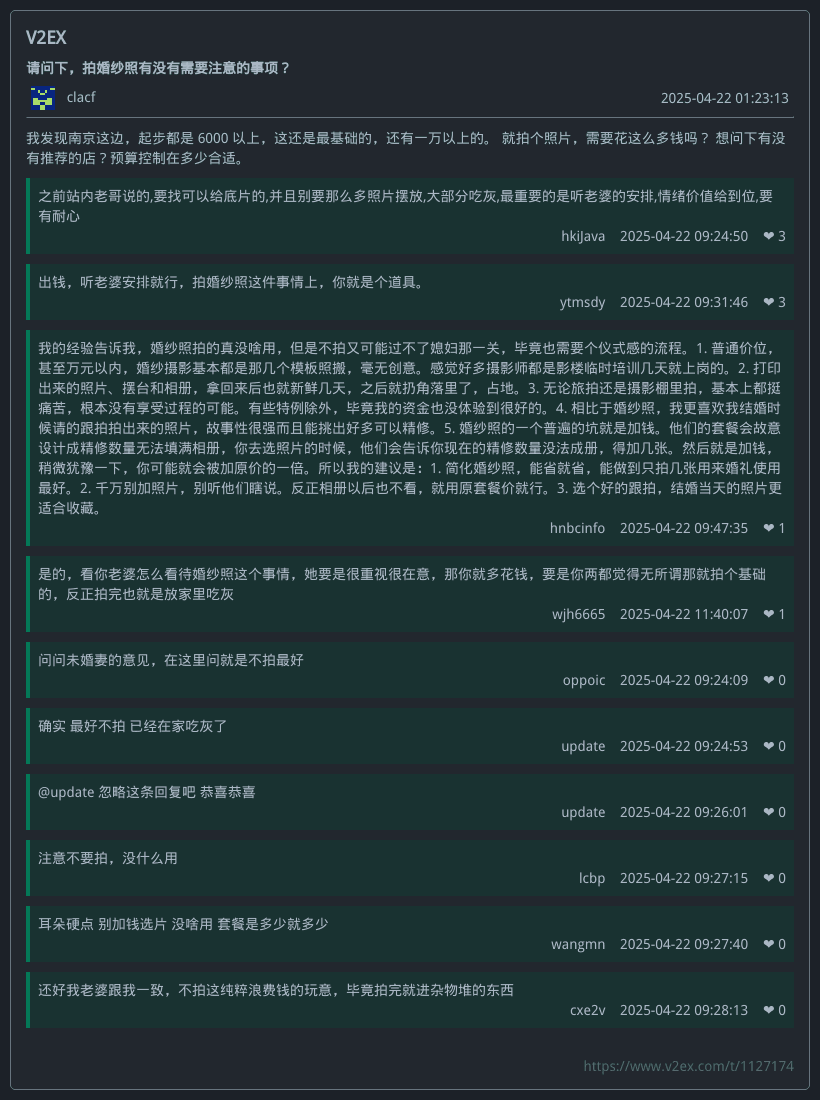 V2EX
请问下，拍婚纱照有没有需要注意的事项？
clacf 2025-04-22 01:23:13
我发现南京这边，起步都是 6000 以上，这还是最基础的，还有一万以上的。 就拍个照片，需要花这么多钱吗？ 想问下有没
有推荐的店？预算控制在多少合适。
之前站内老哥说的,要找可以给底片的,并且别要那么多照片摆放,大部分吃灰,最重要的是听老婆的安排,情绪价值给到位,要
有耐心
hkiJava 2025-04-22 09:24:50 ❤ 3
出钱，听老婆安排就行，拍婚纱照这件事情上，你就是个道具。
ytmsdy 2025-04-22 09:31:46 ❤ 3
我的经验告诉我，婚纱照拍的真没啥用，但是不拍又可能过不了媳妇那一关，毕竟也需要个仪式感的流程。1. 普通价位，
甚至万元以内，婚纱摄影基本都是那几个模板照搬，毫无创意。感觉好多摄影师都是影楼临时培训几天就上岗的。2. 打印
出来的照片、摆台和相册，拿回来后也就新鲜几天，之后就扔角落里了，占地。3. 无论旅拍还是摄影棚里拍，基本上都挺
痛苦，根本没有享受过程的可能。有些特例除外，毕竟我的资金也没体验到很好的。4. 相比于婚纱照，我更喜欢我结婚时
候请的跟拍拍出来的照片，故事性很强而且能挑出好多可以精修。5. 婚纱照的一个普遍的坑就是加钱。他们的套餐会故意
设计成精修数量无法填满相册，你去选照片的时候，他们会告诉你现在的精修数量没法成册，得加几张。然后就是加钱，
稍微犹豫一下，你可能就会被加原价的一倍。所以我的建议是：1. 简化婚纱照，能省就省，能做到只拍几张用来婚礼使用
最好。2. 千万别加照片，别听他们瞎说。反正相册以后也不看，就用原套餐价就行。3. 选个好的跟拍，结婚当天的照片更
适合收藏。
hnbcinfo 2025-04-22 09:47:35 ❤ 1
是的，看你老婆怎么看待婚纱照这个事情，她要是很重视很在意，那你就多花钱，要是你两都觉得无所谓那就拍个基础
的，反正拍完也就是放家里吃灰
wjh6665 2025-04-22 11:40:07 ❤ 1
问问未婚妻的意见，在这里问就是不拍最好
oppoic 2025-04-22 09:24:09 ❤ 0
确实 最好不拍 已经在家吃灰了
update 2025-04-22 09:24:53 ❤ 0
@update 忽略这条回复吧 恭喜恭喜
update 2025-04-22 09:26:01 ❤ 0
注意不要拍，没什么用
lcbp 2025-04-22 09:27:15 ❤ 0
耳朵硬点 别加钱选片 没啥用 套餐是多少就多少
wangmn 2025-04-22 09:27:40 ❤ 0
还好我老婆跟我一致，不拍这纯粹浪费钱的玩意，毕竟拍完就进杂物堆的东西
cxe2v 2025-04-22 09:28:13 ❤ 0
https://www.v2ex.com/t/1127174